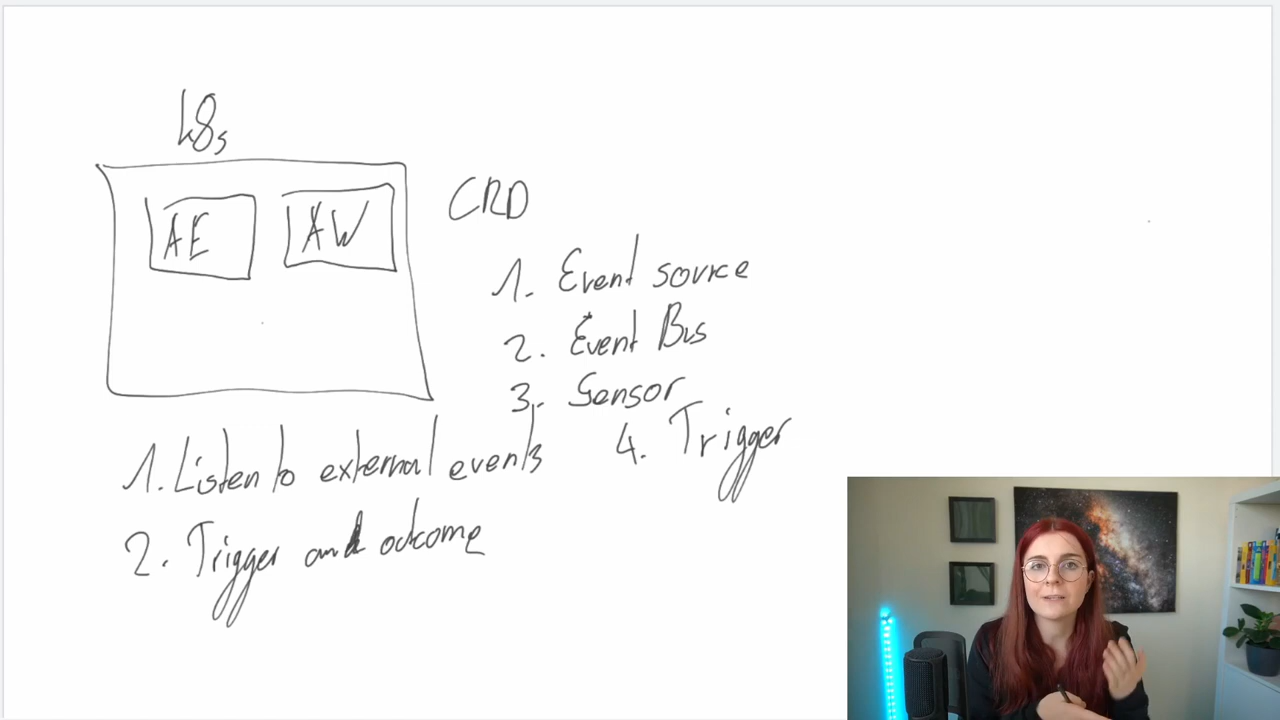 k8s
AE
AW
CRD
1. Event source
2. Event Bus
3. Sensor
4. Trigger
1. Listen to external events
2. Trigger and outcome